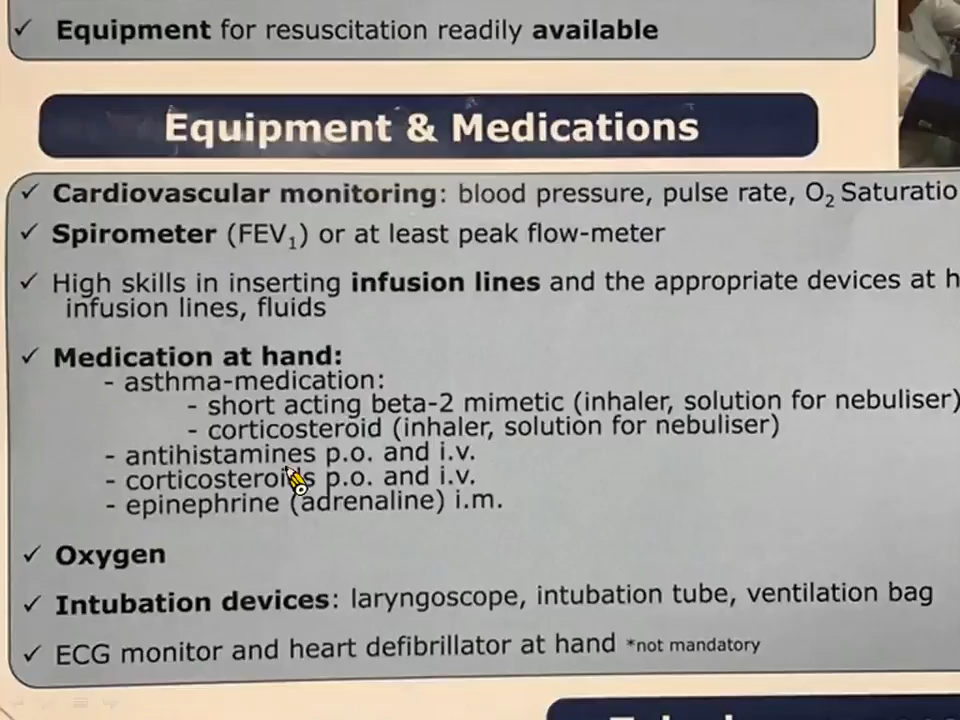 ✓ Equipment for resuscitation readily available
Equipment & Medications
✓ Cardiovascular monitoring: blood pressure, pulse rate, O₂ Saturatio
✓ Spirometer (FEV₁) or at least peak flow-meter
✓ High skills in inserting infusion lines and the appropriate devices at h
infusion lines, fluids
✓ Medication at hand:
- asthma-medication:
- short acting beta-2 mimetic (inhaler, solution for nebuliser)
- corticosteroid (inhaler, solution for nebuliser)
- antihistamines p.o. and i.v.
- corticosteroids p.o. and i.v.
- epinephrine (adrenaline) i.m.
✓ Oxygen
✓ Intubation devices: laryngoscope, intubation tube, ventilation bag
✓ ECG monitor and heart defibrillator at hand *not mandatory